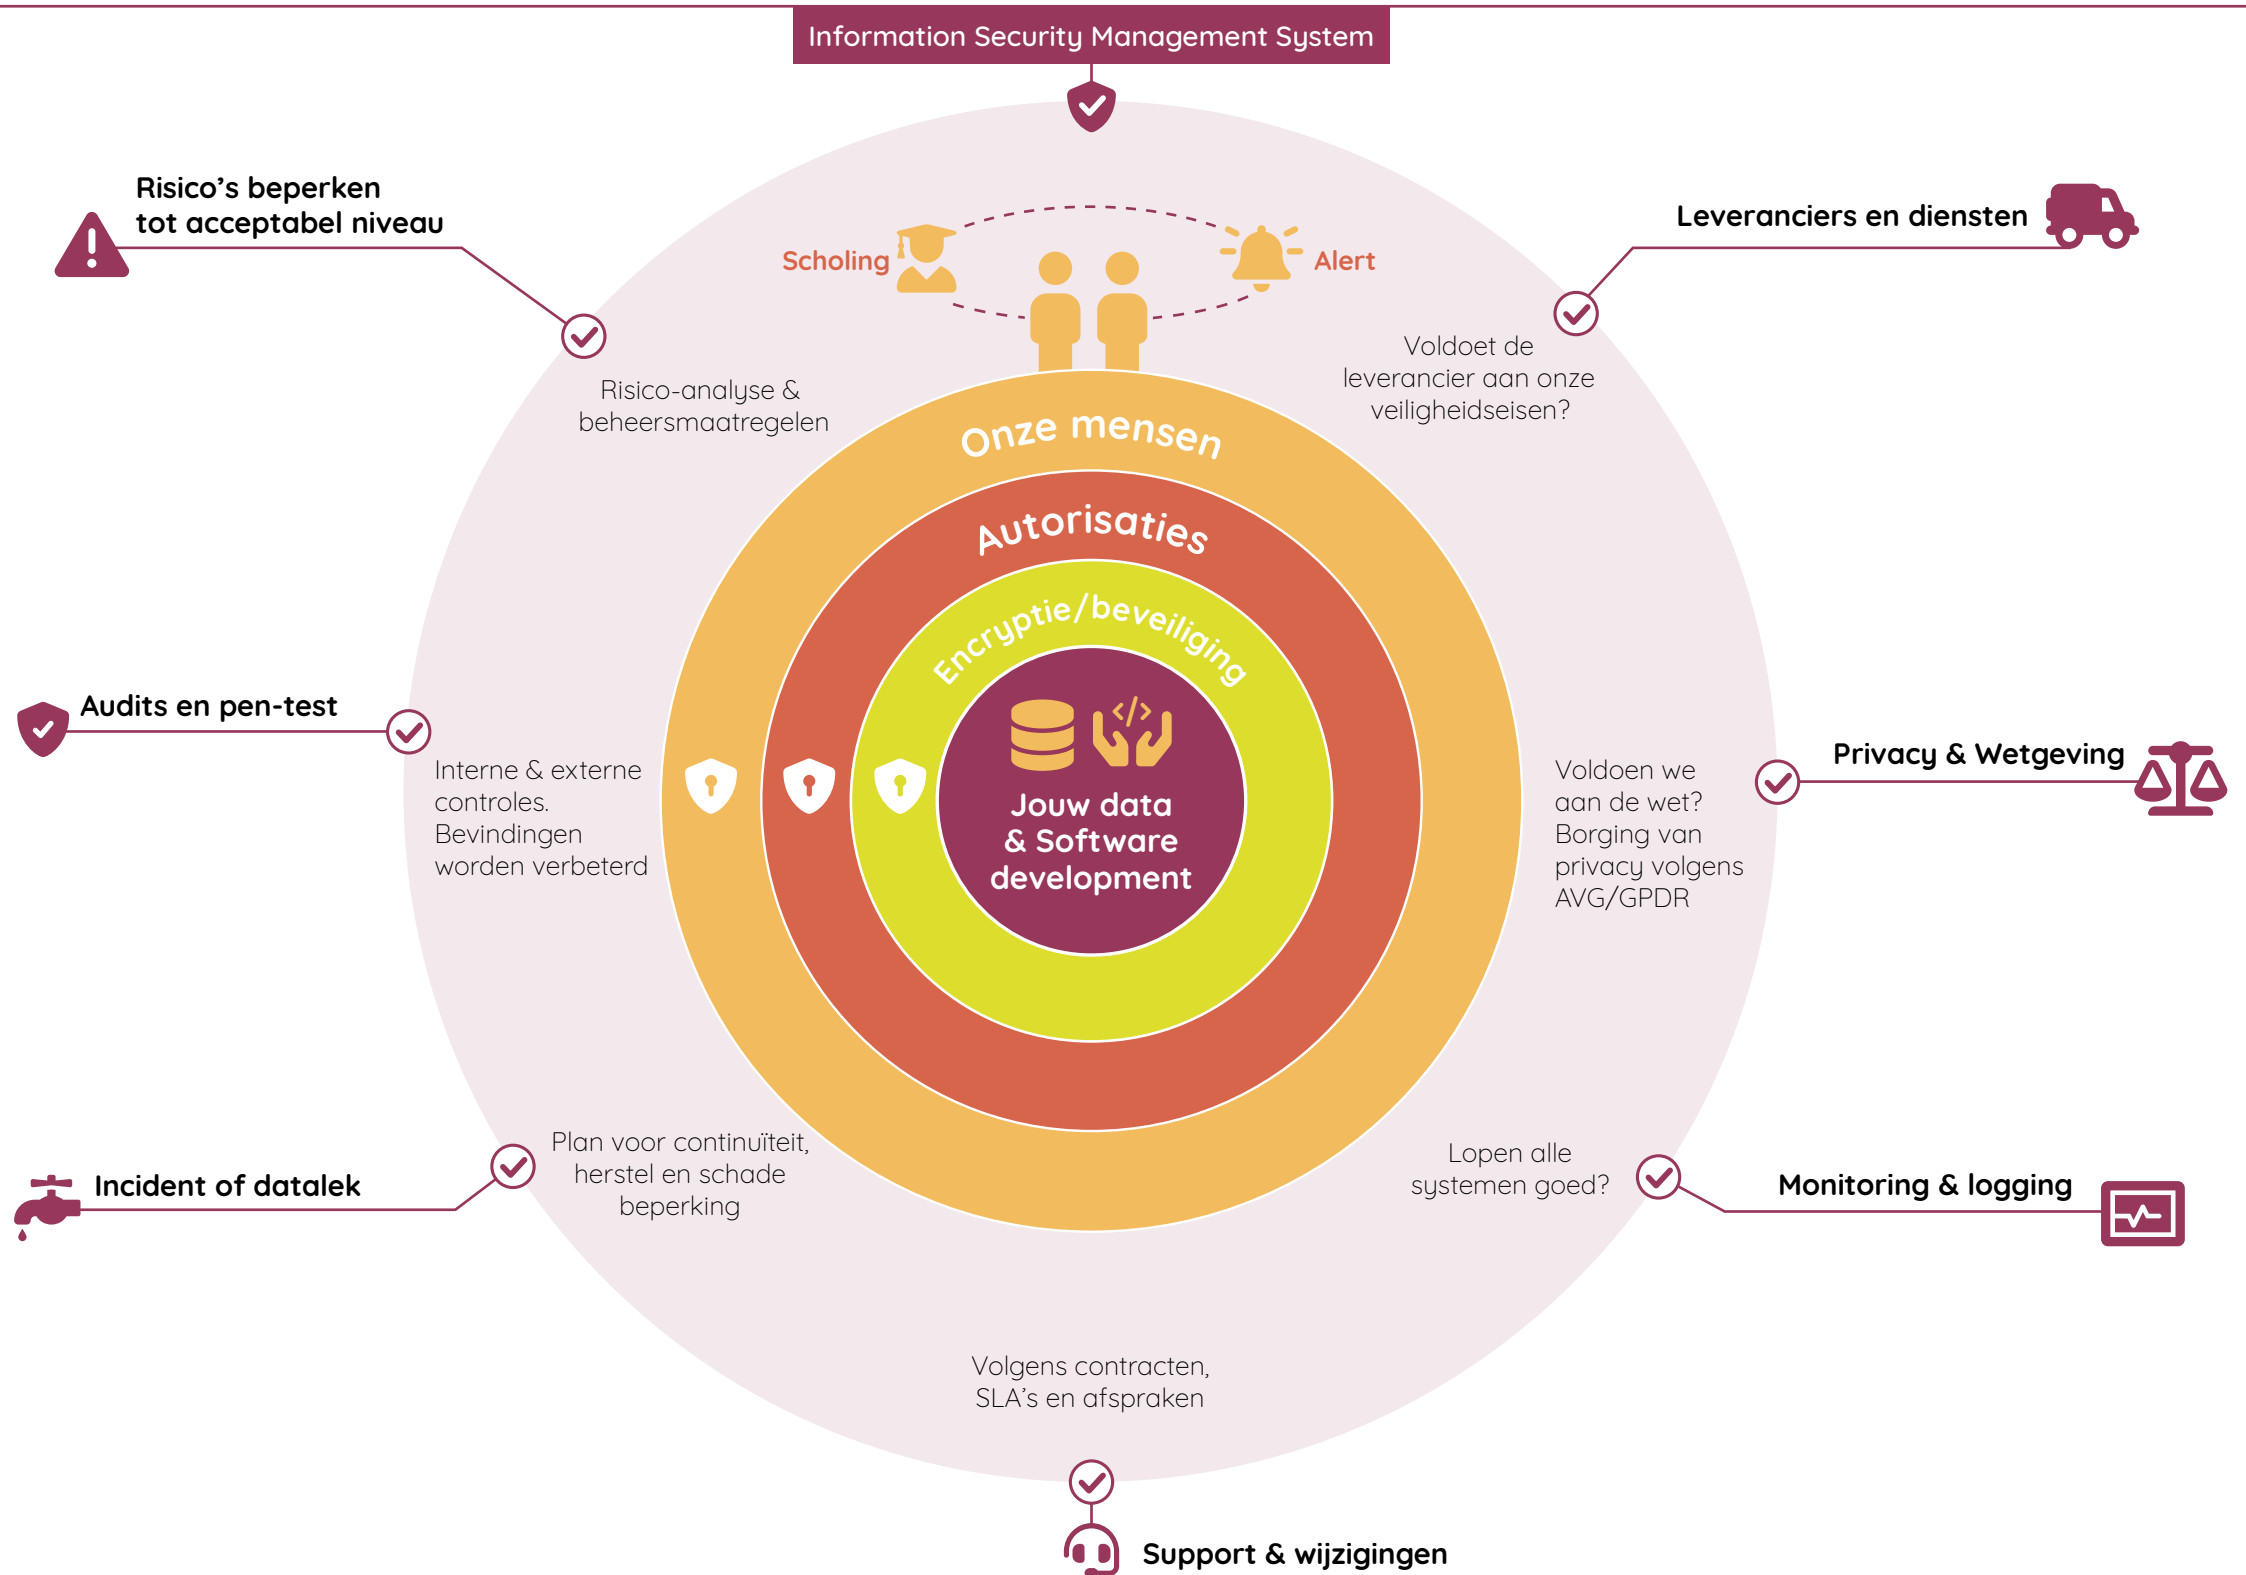 Information Security Management System
Risico’s beperken
tot acceptabel niveau
Leveranciers en diensten
Scholing
Alert
Risico-analyse &
beheersmaatregelen
Voldoet de
leverancier aan onze
veiligheidseisen?
Onze mensen
Autorisaties
Encryptie/beveiliging
</>
Jouw data
& Software
development
Audits en pen-test
Interne & externe
controles.
Bevindingen
worden verbeterd
Privacy & Wetgeving
Voldoen we
aan de wet?
Borging van
privacy volgens
AVG/GPDR
Incident of datalek
Plan voor continuïteit,
herstel en schade
beperking
Lopen alle
systemen goed?
Monitoring & logging
Volgens contracten,
SLA’s en afspraken
Support & wijzigingen